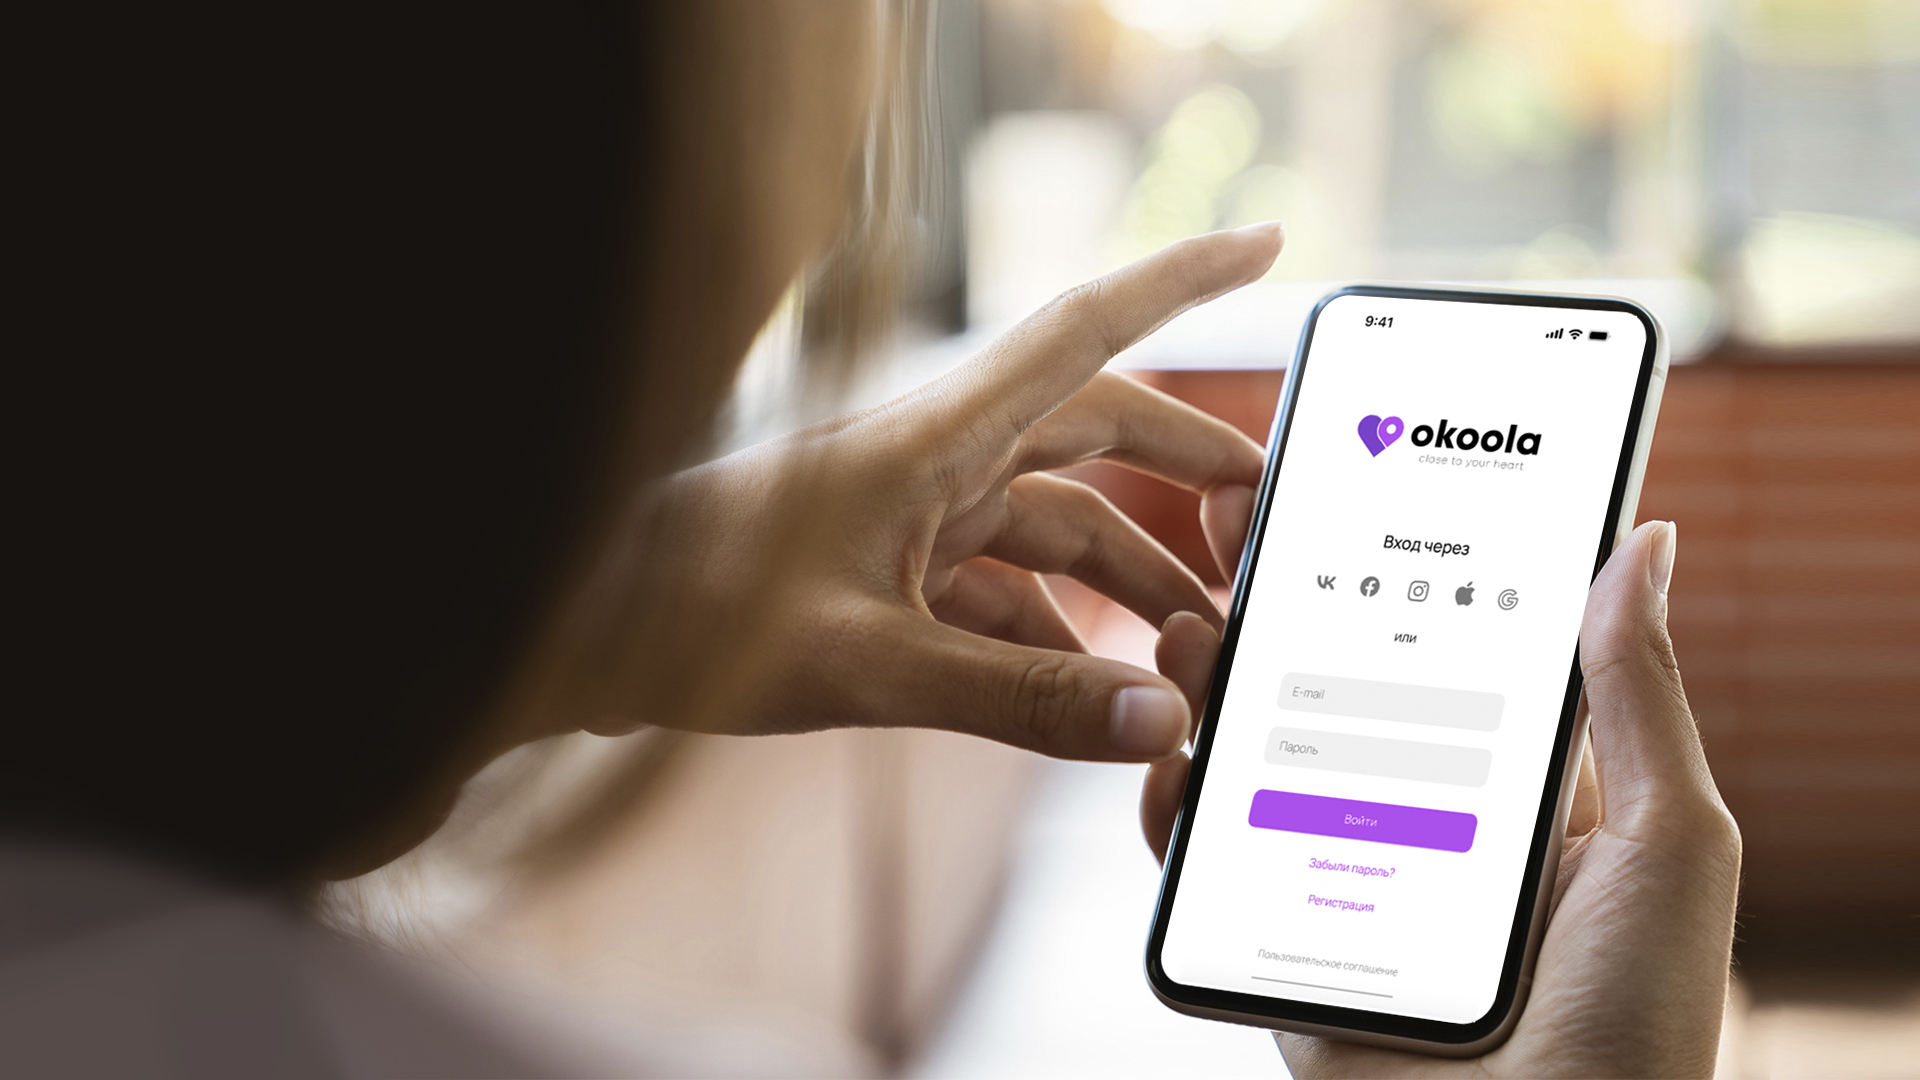 9:41
okoola
close to your heart
Вход через
или
E-mail
Пароль
Войти
Забыли пароль?
Регистрация
Пользовательское соглашение